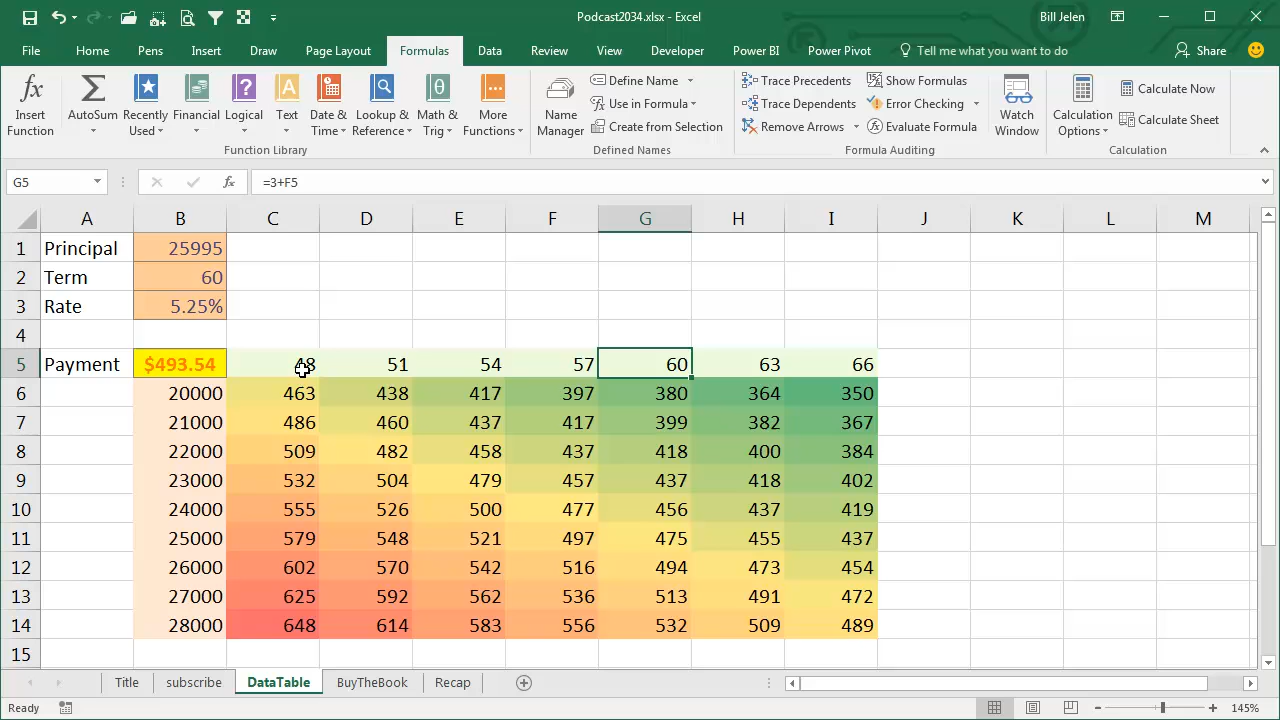 Podcast2034.xlsx - Excel
Bill Jelen
File Home Pens Insert Draw Page Layout Formulas Data Review View Developer Power BI Power Pivot Tell me what you want to do Share
Insert Function
AutoSum
Recently Used
Financial
Logical
Text
Date & Time
Lookup & Reference
Math & Trig
More Functions
Function Library
Name Manager
Define Name
Use in Formula
Create from Selection
Defined Names
Trace Precedents
Trace Dependents
Remove Arrows
Show Formulas
Error Checking
Evaluate Formula
Formula Auditing
Watch Window
Calculation Options
Calculate Now
Calculate Sheet
Calculation
G5 fx =3+F5
A B C D E F G H I J K L M
1 Principal 25995
2 Term 60
3 Rate 5.25%
4
5 Payment $493.54 48 51 54 57 60 63 66
6 20000 463 438 417 397 380 364 350
7 21000 486 460 437 417 399 382 367
8 22000 509 482 458 437 418 400 384
9 23000 532 504 479 457 437 418 402
10 24000 555 526 500 477 456 437 419
11 25000 579 548 521 497 475 455 437
12 26000 602 570 542 516 494 473 454
13 27000 625 592 562 536 513 491 472
14 28000 648 614 583 556 532 509 489
15
Title subscribe DataTable BuyTheBook Recap
Ready 145%